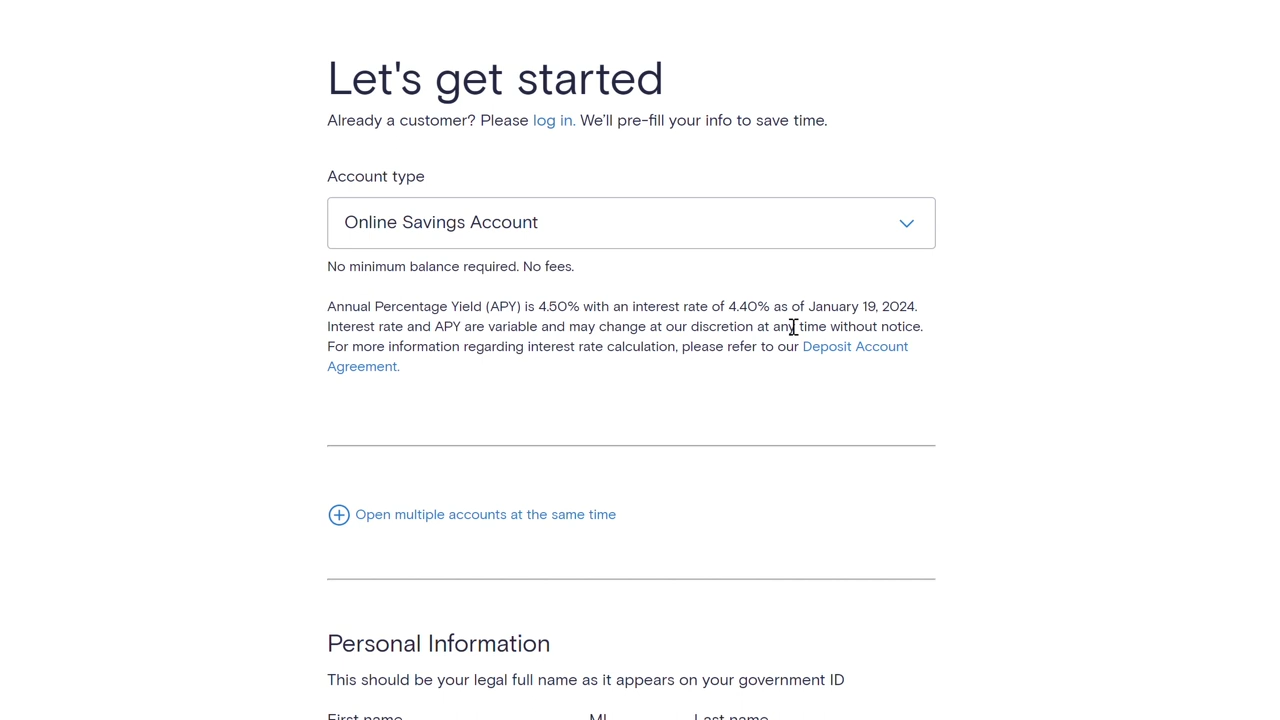 Let's get started
Already a customer? Please log in. We'll pre-fill your info to save time.
Account type
Online Savings Account
No minimum balance required. No fees.
Annual Percentage Yield (APY) is 4.50% with an interest rate of 4.40% as of January 19, 2024.
Interest rate and APY are variable and may change at our discretion at any time without notice.
For more information regarding interest rate calculation, please refer to our Deposit Account
Agreement.
Open multiple accounts at the same time
Personal Information
This should be your legal full name as it appears on your government ID
First name MI Last name